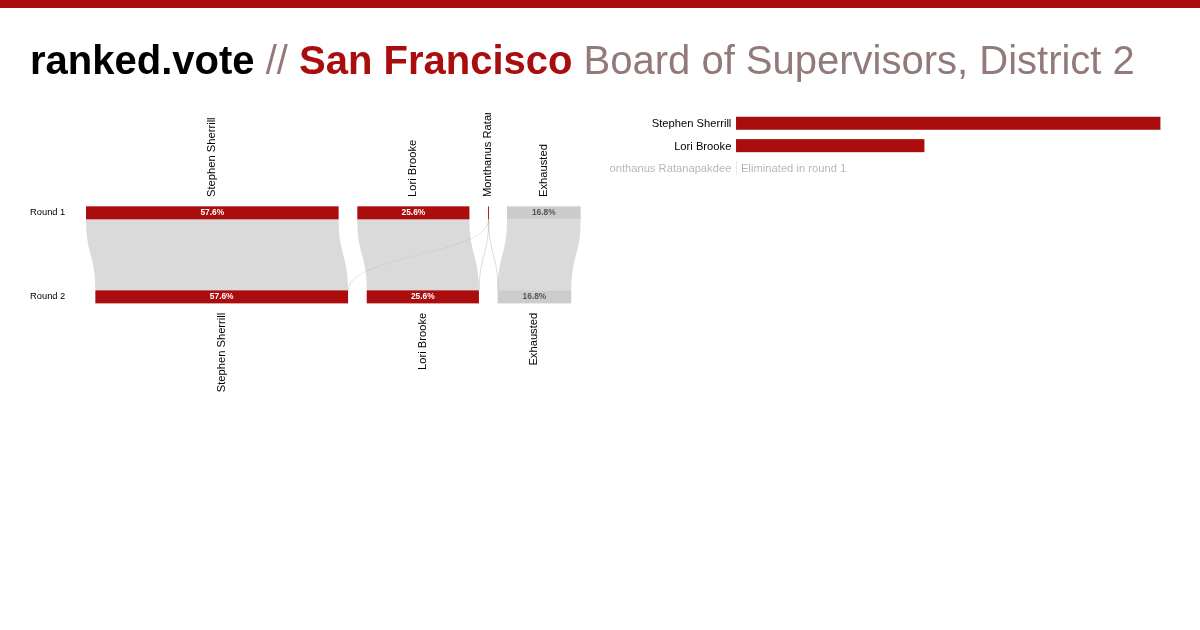 ranked.vote // San Francisco Board of Supervisors, District 2
Stephen Sherrill
Lori Brooke
Monthanus Ratar
Exhausted
Round 1
57.6%
25.6%
16.8%
Round 2
57.6%
25.6%
16.8%
Stephen Sherrill
Lori Brooke
Exhausted
Stephen Sherrill
Lori Brooke
onthanus Ratanapakdee Eliminated in round 1